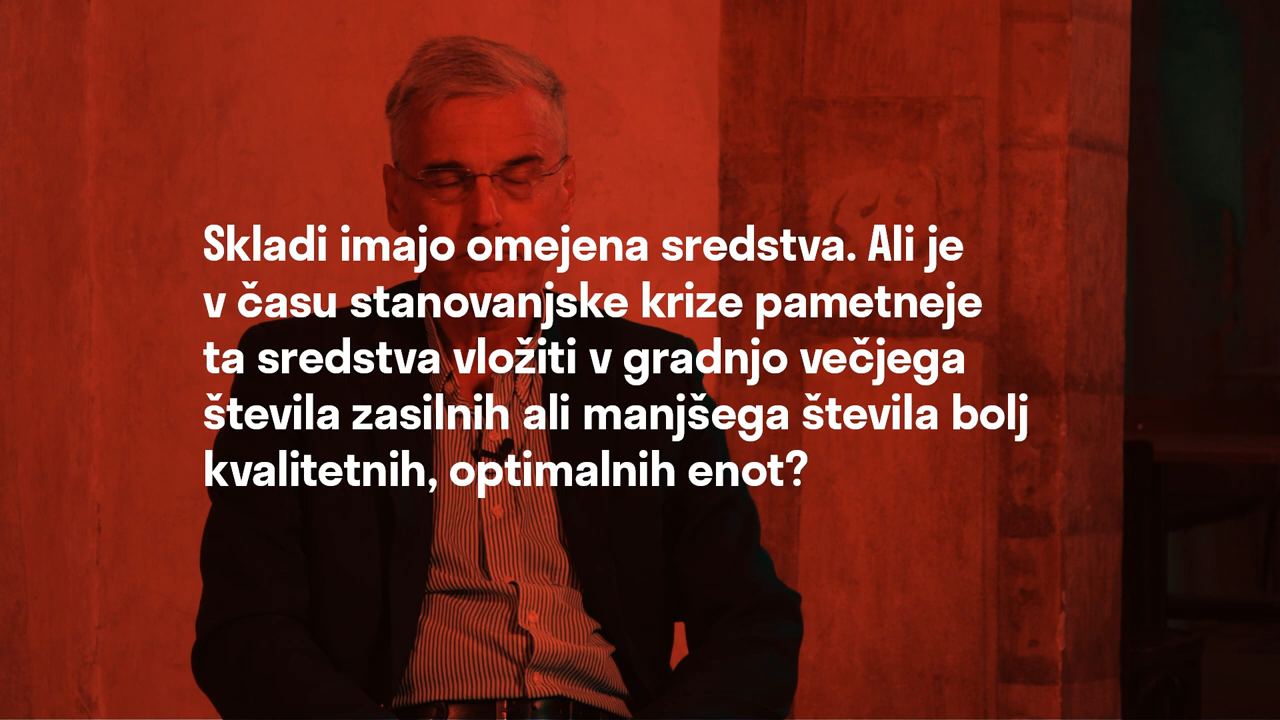 Skladi imajo omejena sredstva. Ali je
v času stanovanjske krize pametneje
ta sredstva vložiti v gradnjo večjega
števila zasilnih ali manjšega števila bolj
kvalitetnih, optimalnih enot?